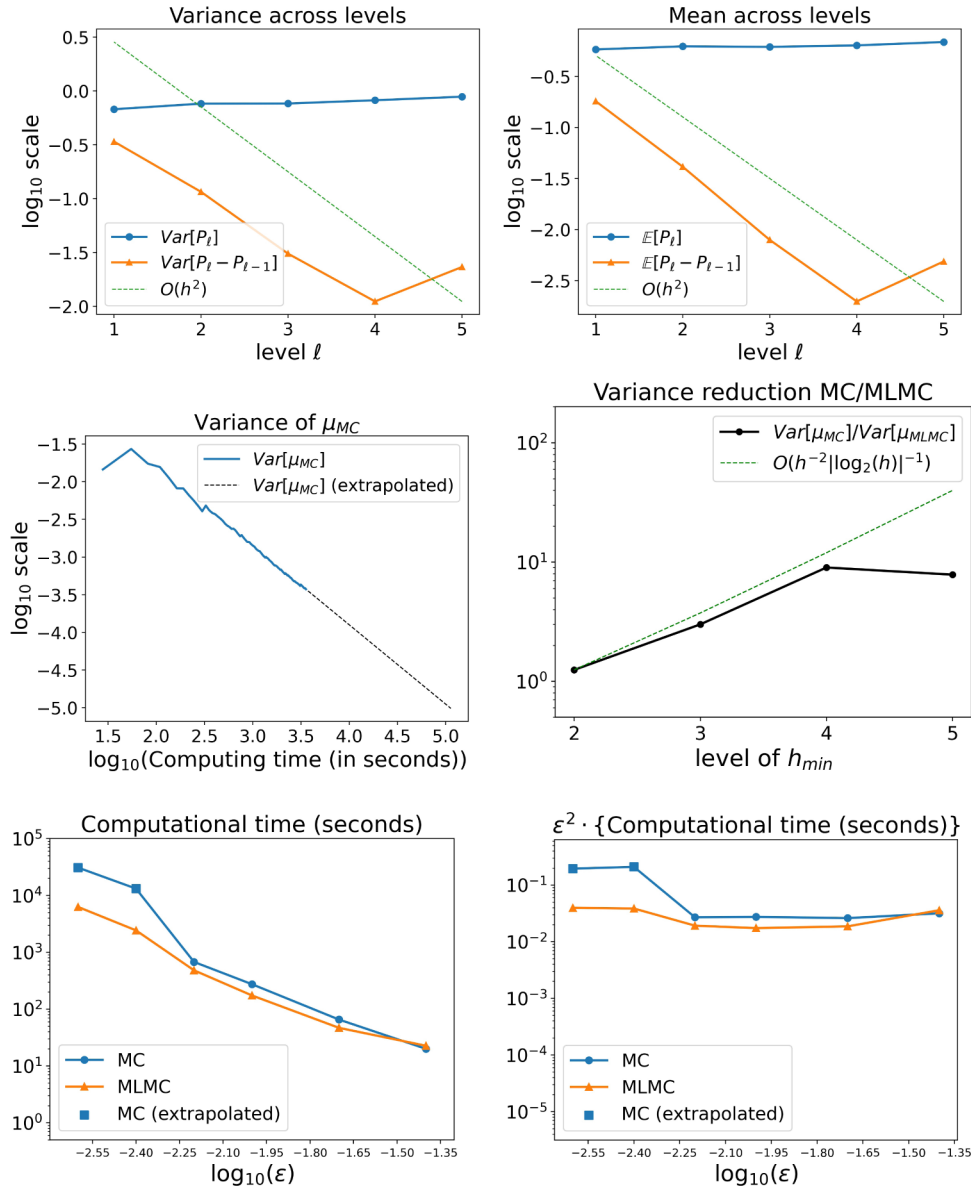 Variance across levels
log₁₀ scale
0.5
0.0
−0.5
−1.0
−1.5
−2.0
Var[Pℓ]
Var[Pℓ − Pℓ−1]
O(h²)
1 2 3 4 5
level ℓ
Mean across levels
log₁₀ scale
−0.5
−1.0
−1.5
−2.0
−2.5
𝔼[Pℓ]
𝔼[Pℓ − Pℓ−1]
O(h²)
1 2 3 4 5
level ℓ
Variance of μMC
log₁₀ scale
−1.5
−2.0
−2.5
−3.0
−3.5
−4.0
−4.5
−5.0
Var[μMC]
Var[μMC] (extrapolated)
1.5 2.0 2.5 3.0 3.5 4.0 4.5 5.0
log₁₀(Computing time (in seconds))
Variance reduction MC/MLMC
10²
10¹
10⁰
Var[μMC]/Var[μMLMC]
O(h⁻²|log₂(h)|⁻¹)
2 3 4 5
level of hmin
Computational time (seconds)
10⁵
10⁴
10³
10²
10¹
10⁰
MC
MLMC
MC (extrapolated)
−2.55 −2.40 −2.25 −2.10 −1.95 −1.80 −1.65 −1.50 −1.35
log₁₀(ε)
ε² · {Computational time (seconds)}
10⁻¹
10⁻²
10⁻³
10⁻⁴
10⁻⁵
MC
MLMC
MC (extrapolated)
−2.55 −2.40 −2.25 −2.10 −1.95 −1.80 −1.65 −1.50 −1.35
log₁₀(ε)